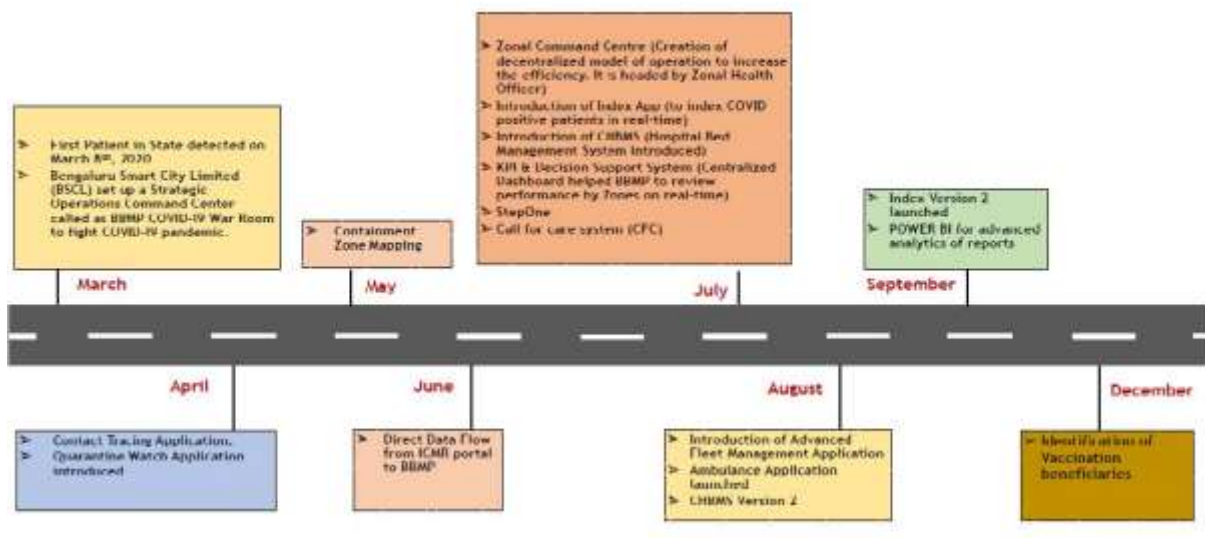 ➤ First Patient in State detected on
March 8th, 2020
➤ Bengaluru Smart City Limited
(BSCL) set up a Strategic
Operations Command Center
called as BBMP COVID-19 War Room
to fight COVID-19 pandemic.
March
➤ Containment
Zone Mapping
May
➤ Zonal Command Centre (Creation of
decentralized model of operation to increase
the efficiency. It is headed by Zonal Health
Officer)
➤ Introduction of Index App (to index COVID
positive patients in real-time)
➤ Introduction of CHBMS (Hospital Bed
Management System Introduced)
➤ KPI & Decision Support System (Centralized
Dashboard helped BBMP to review
performance by Zones on real-time)
➤ StepOne
➤ Call for care system (CFC)
July
➤ Index Version 2
launched
➤ POWER BI for advanced
analytics of reports
September
April
➤ Contact Tracing Application,
➤ Quarantine Watch Application
introduced
June
➤ Direct Data Flow
from ICMR portal
to BBMP
August
➤ Introduction of Advanced
Fleet Management Application
➤ Ambulance Application
launched
➤ CHBMS Version 2
December
➤ Identification of
Vaccination
beneficiaries